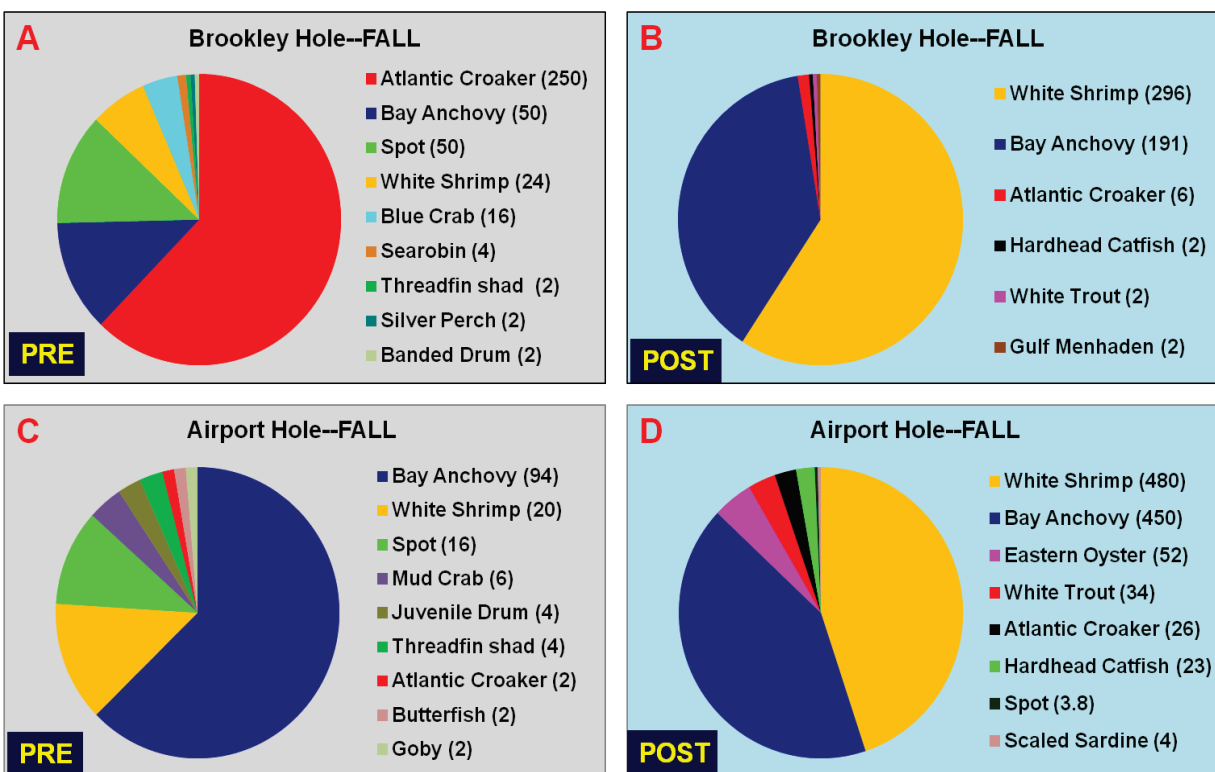 A
Brookley Hole--FALL
Atlantic Croaker (250)
Bay Anchovy (50)
Spot (50)
White Shrimp (24)
Blue Crab (16)
Searobin (4)
Threadfin shad (2)
Silver Perch (2)
Banded Drum (2)
PRE
B
Brookley Hole--FALL
White Shrimp (296)
Bay Anchovy (191)
Atlantic Croaker (6)
Hardhead Catfish (2)
White Trout (2)
Gulf Menhaden (2)
POST
C
Airport Hole--FALL
Bay Anchovy (94)
White Shrimp (20)
Spot (16)
Mud Crab (6)
Juvenile Drum (4)
Threadfin shad (4)
Atlantic Croaker (2)
Butterfish (2)
Goby (2)
PRE
D
Airport Hole--FALL
White Shrimp (480)
Bay Anchovy (450)
Eastern Oyster (52)
White Trout (34)
Atlantic Croaker (26)
Hardhead Catfish (23)
Spot (3.8)
Scaled Sardine (4)
POST